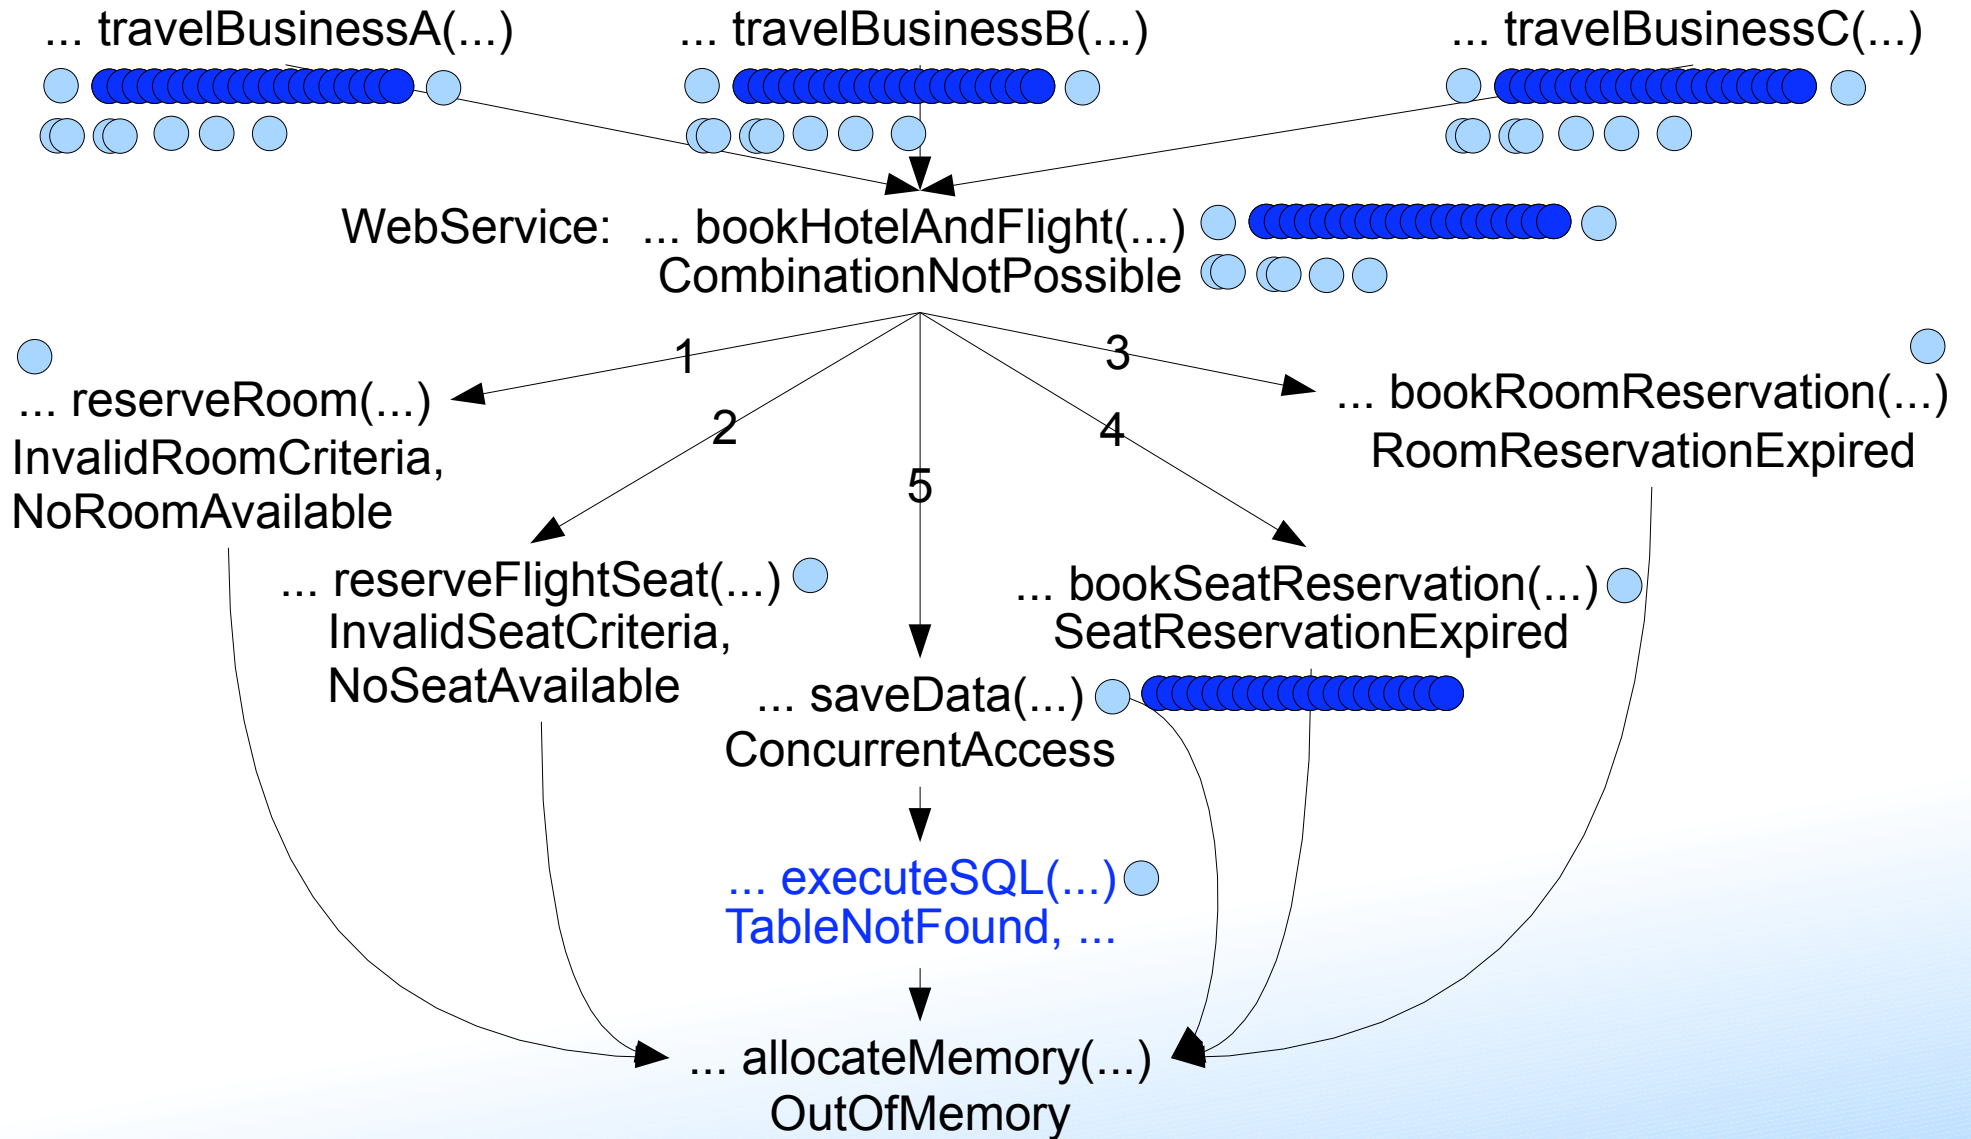 ... travelBusinessA(...)
... travelBusinessB(...)
... travelBusinessC(...)
WebService: ... bookHotelAndFlight(...)
CombinationNotPossible
1
2
5
4
3
... reserveRoom(...)
InvalidRoomCriteria,
NoRoomAvailable
... bookRoomReservation(...)
RoomReservationExpired
... reserveFlightSeat(...)
InvalidSeatCriteria,
NoSeatAvailable
... bookSeatReservation(...)
SeatReservationExpired
... saveData(...)
ConcurrentAccess
... executeSQL(...)
TableNotFound, ...
... allocateMemory(...)
OutOfMemory